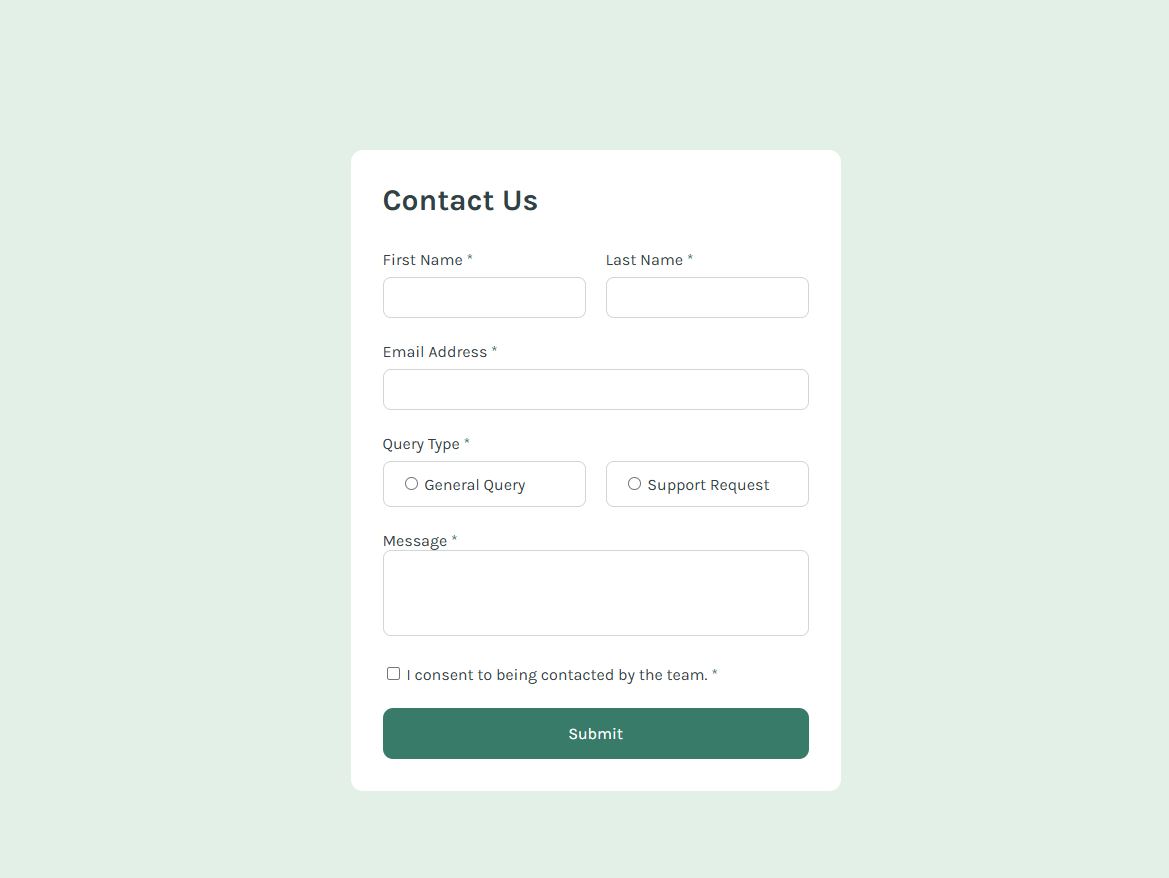 Contact Us
First Name * Last Name *
Email Address *
Query Type *
General Query Support Request
Message *
I consent to being contacted by the team. *
Submit